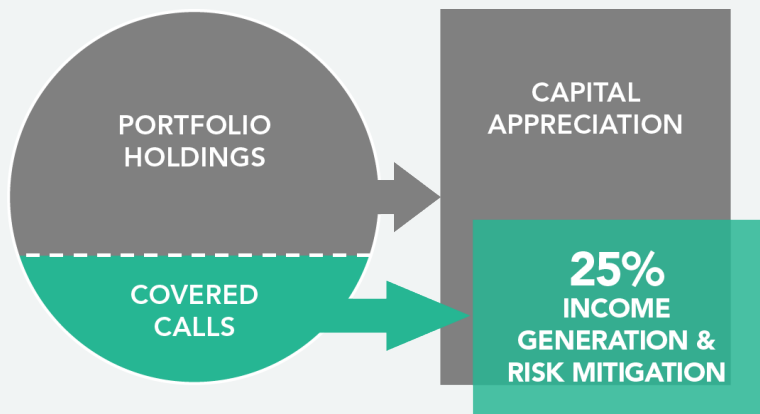 PORTFOLIO
HOLDINGS
COVERED
CALLS
CAPITAL
APPRECIATION
25%
INCOME
GENERATION &
RISK MITIGATION